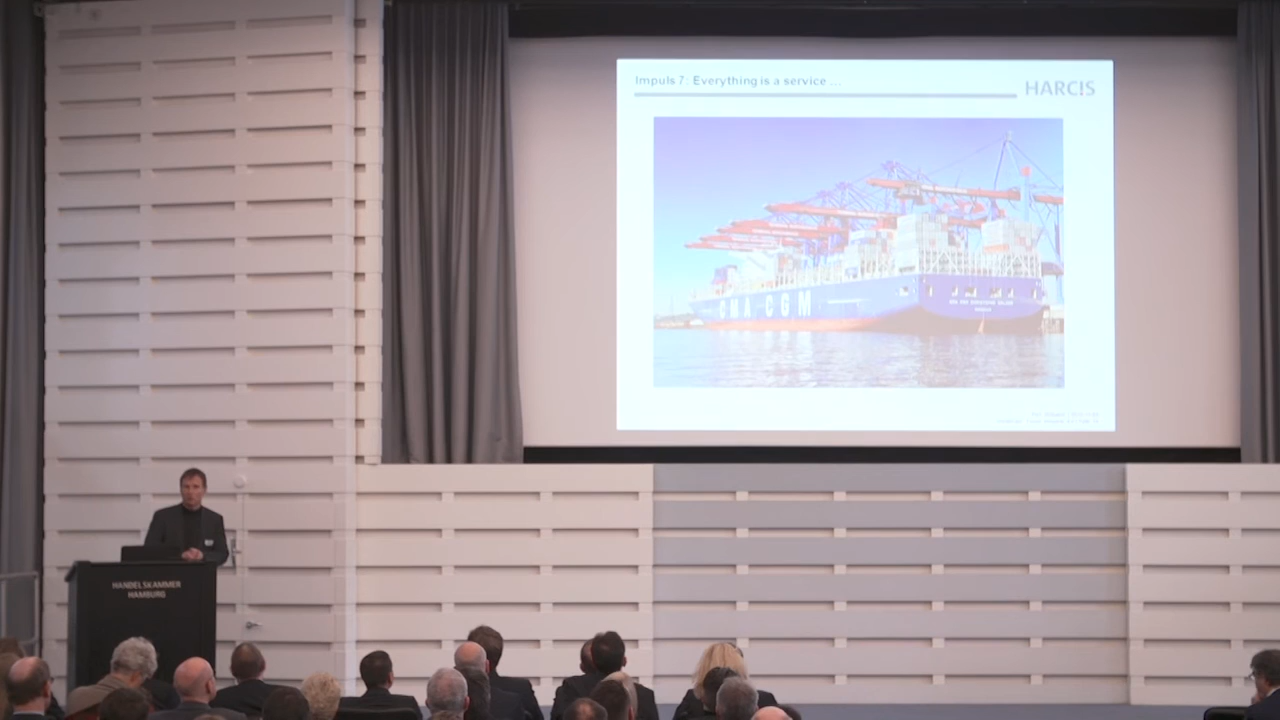 Impuls 7: Everything is a service ...
HARCIS
CMA CGM
HANDELSKAMMER
HAMBURG